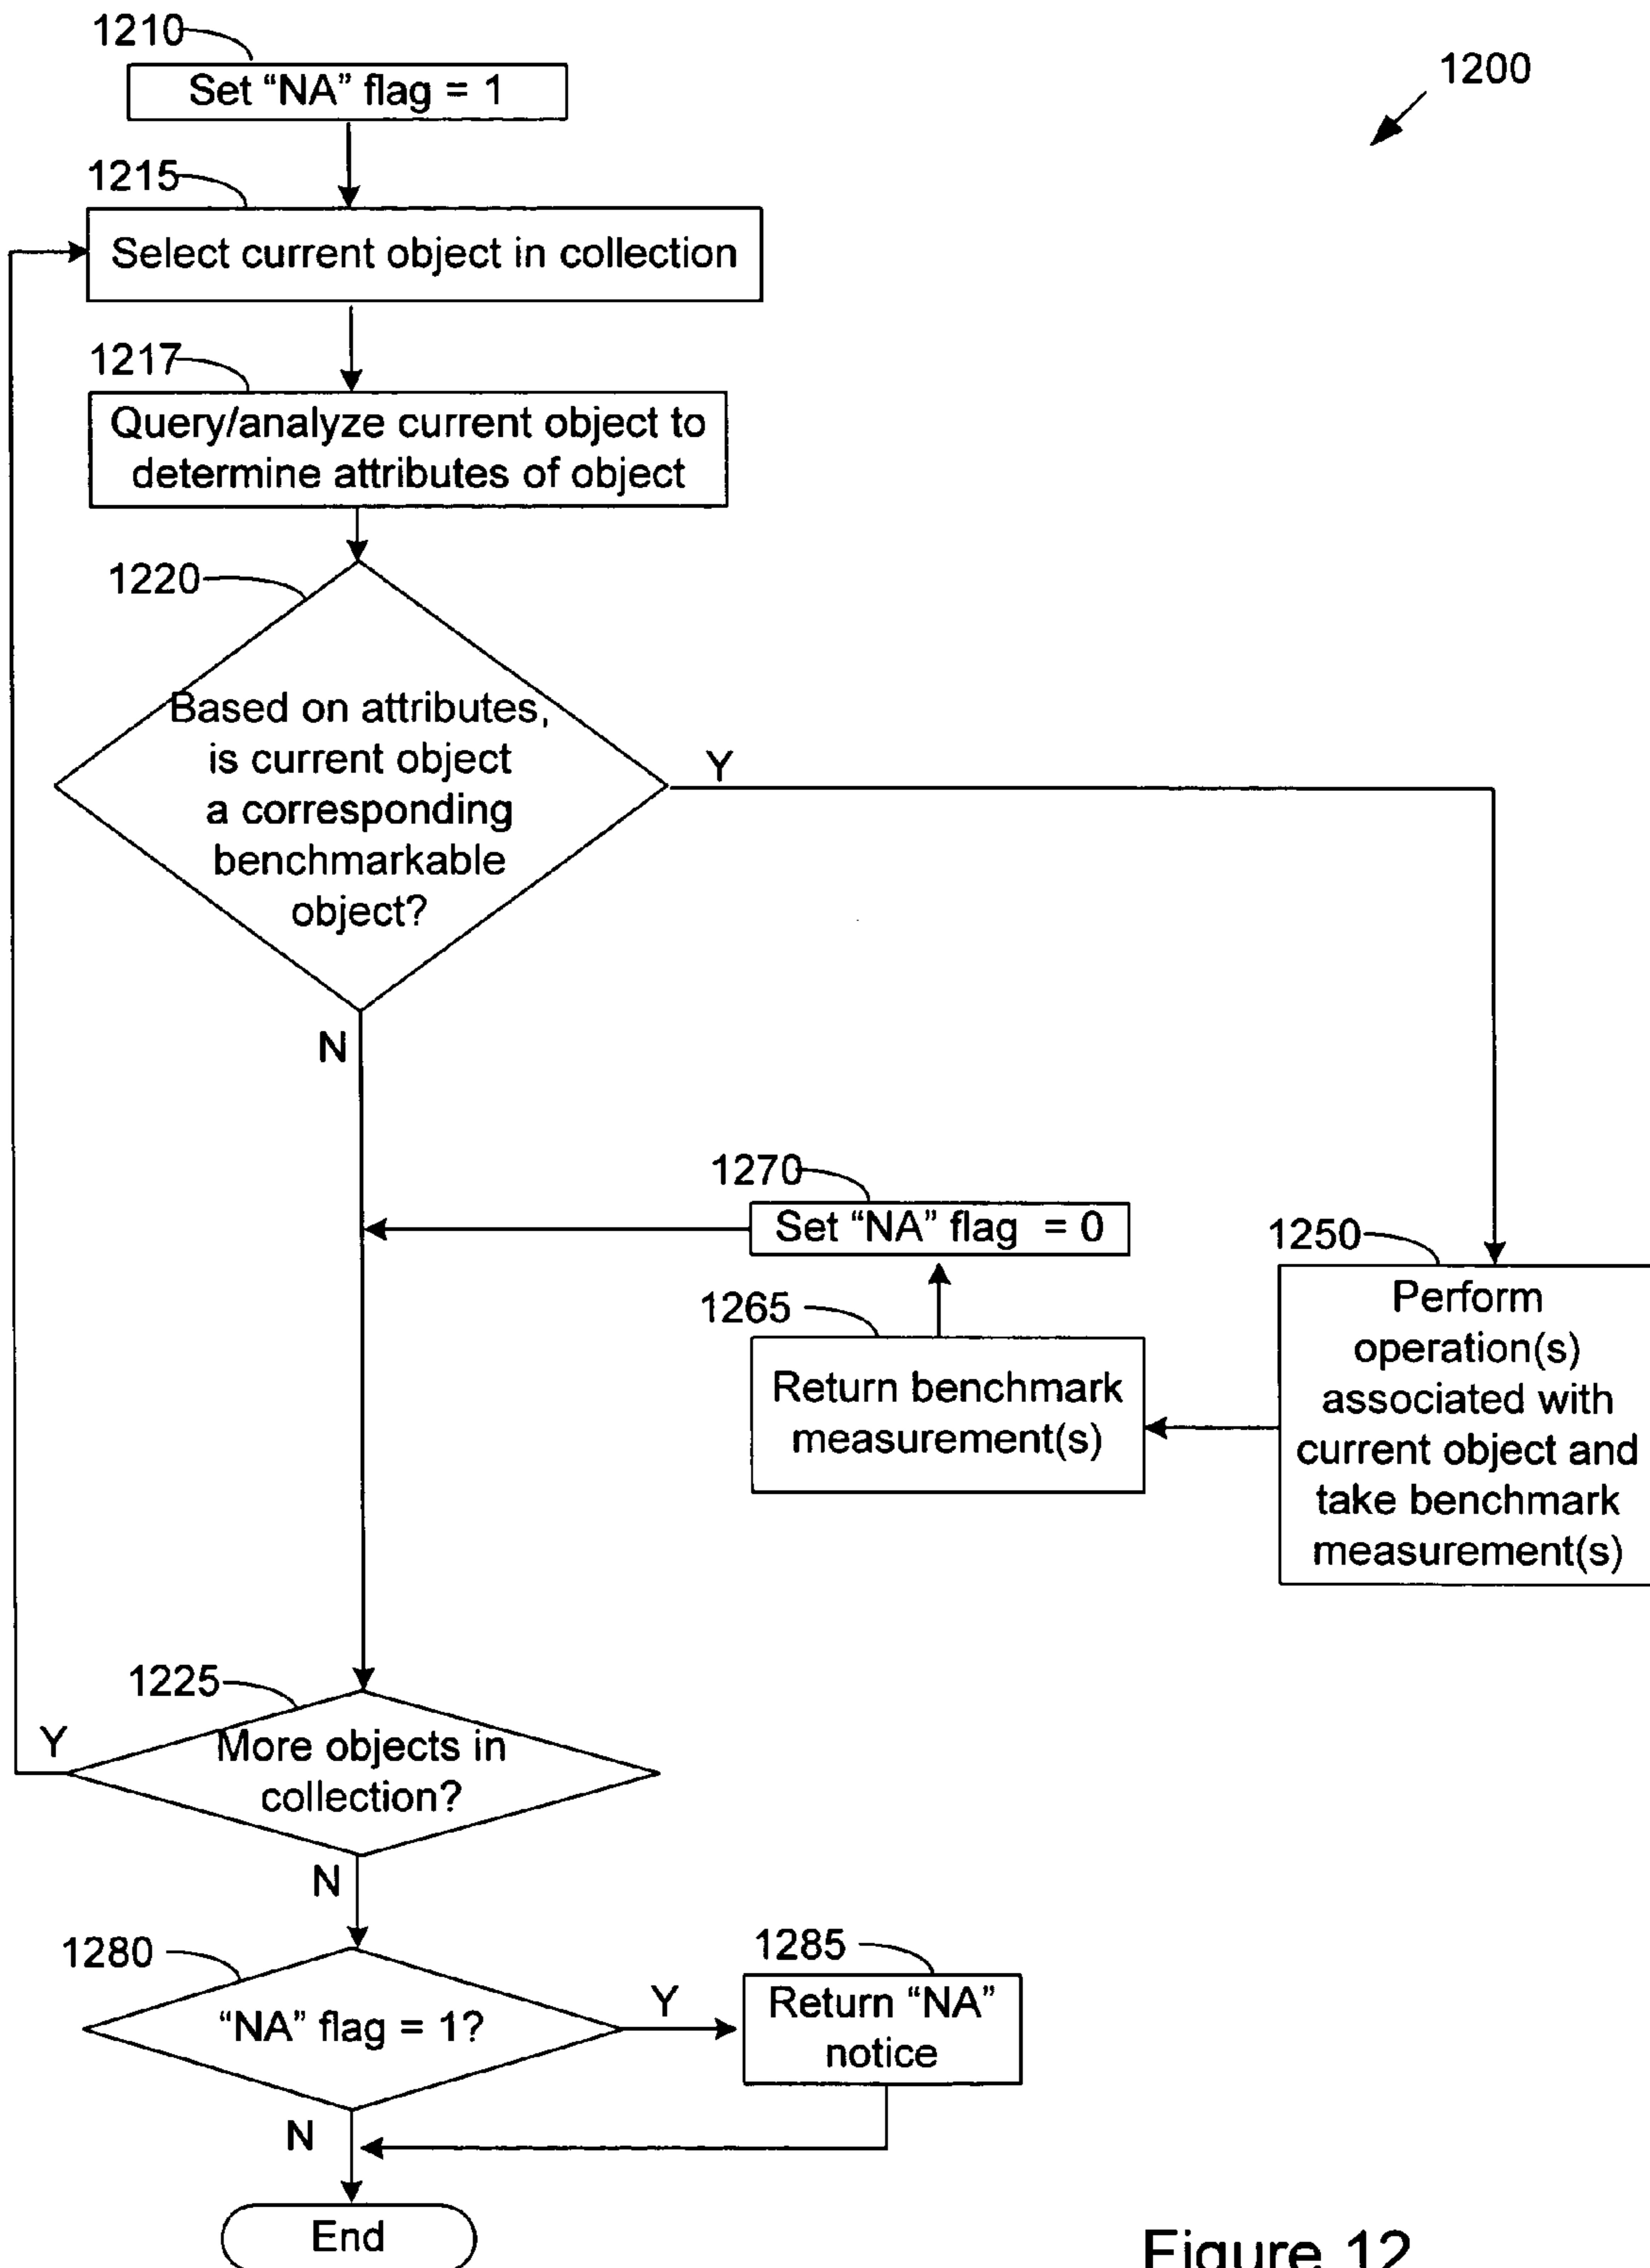 1210
Set “NA” flag = 1
1200
1215
Select current object in collection
1217
Query/analyze current object to
determine attributes of object
1220
Based on attributes,
is current object
a corresponding
benchmarkable
object?
Y
N
1270
Set “NA” flag = 0
1250
Perform
operation(s)
associated with
current object and
take benchmark
measurement(s)
1265
Return benchmark
measurement(s)
1225
More objects in
collection?
Y
N
1280
“NA” flag = 1?
Y
1285
Return “NA”
notice
N
End
Figure 12